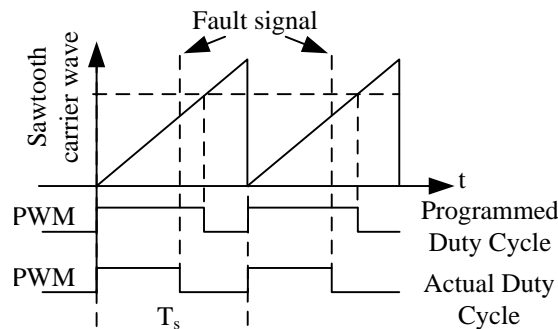 Fault signal
Sawtooth
carrier wave
t
PWM
Programmed
Duty Cycle
PWM
Actual Duty
Cycle
Ts